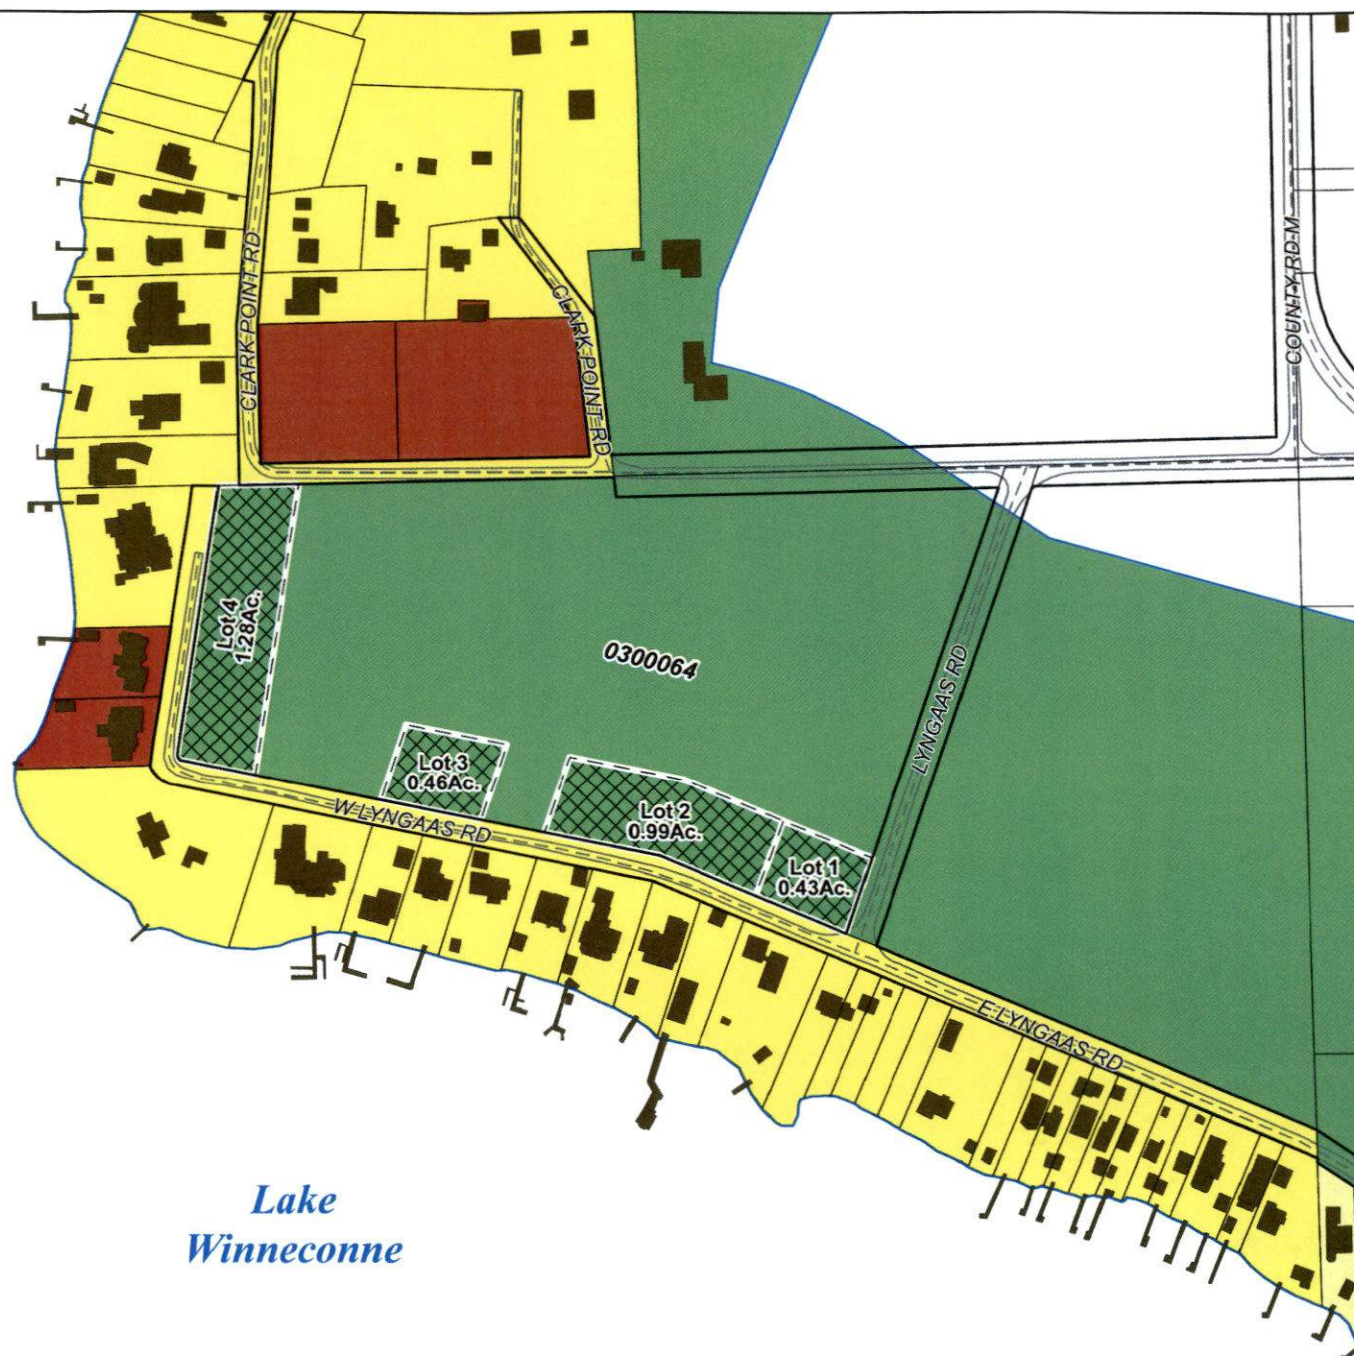 CLARK POINT RD
CLARK POINT RD
COUNTY RD M
Lot 4
1.28Ac.
0300064
LYNGAAS RD
Lot 3
0.46Ac.
W LYNGAAS RD
Lot 2
0.99Ac.
Lot 1
0.43Ac.
E LYNGAAS RD
Lake
Winneconne